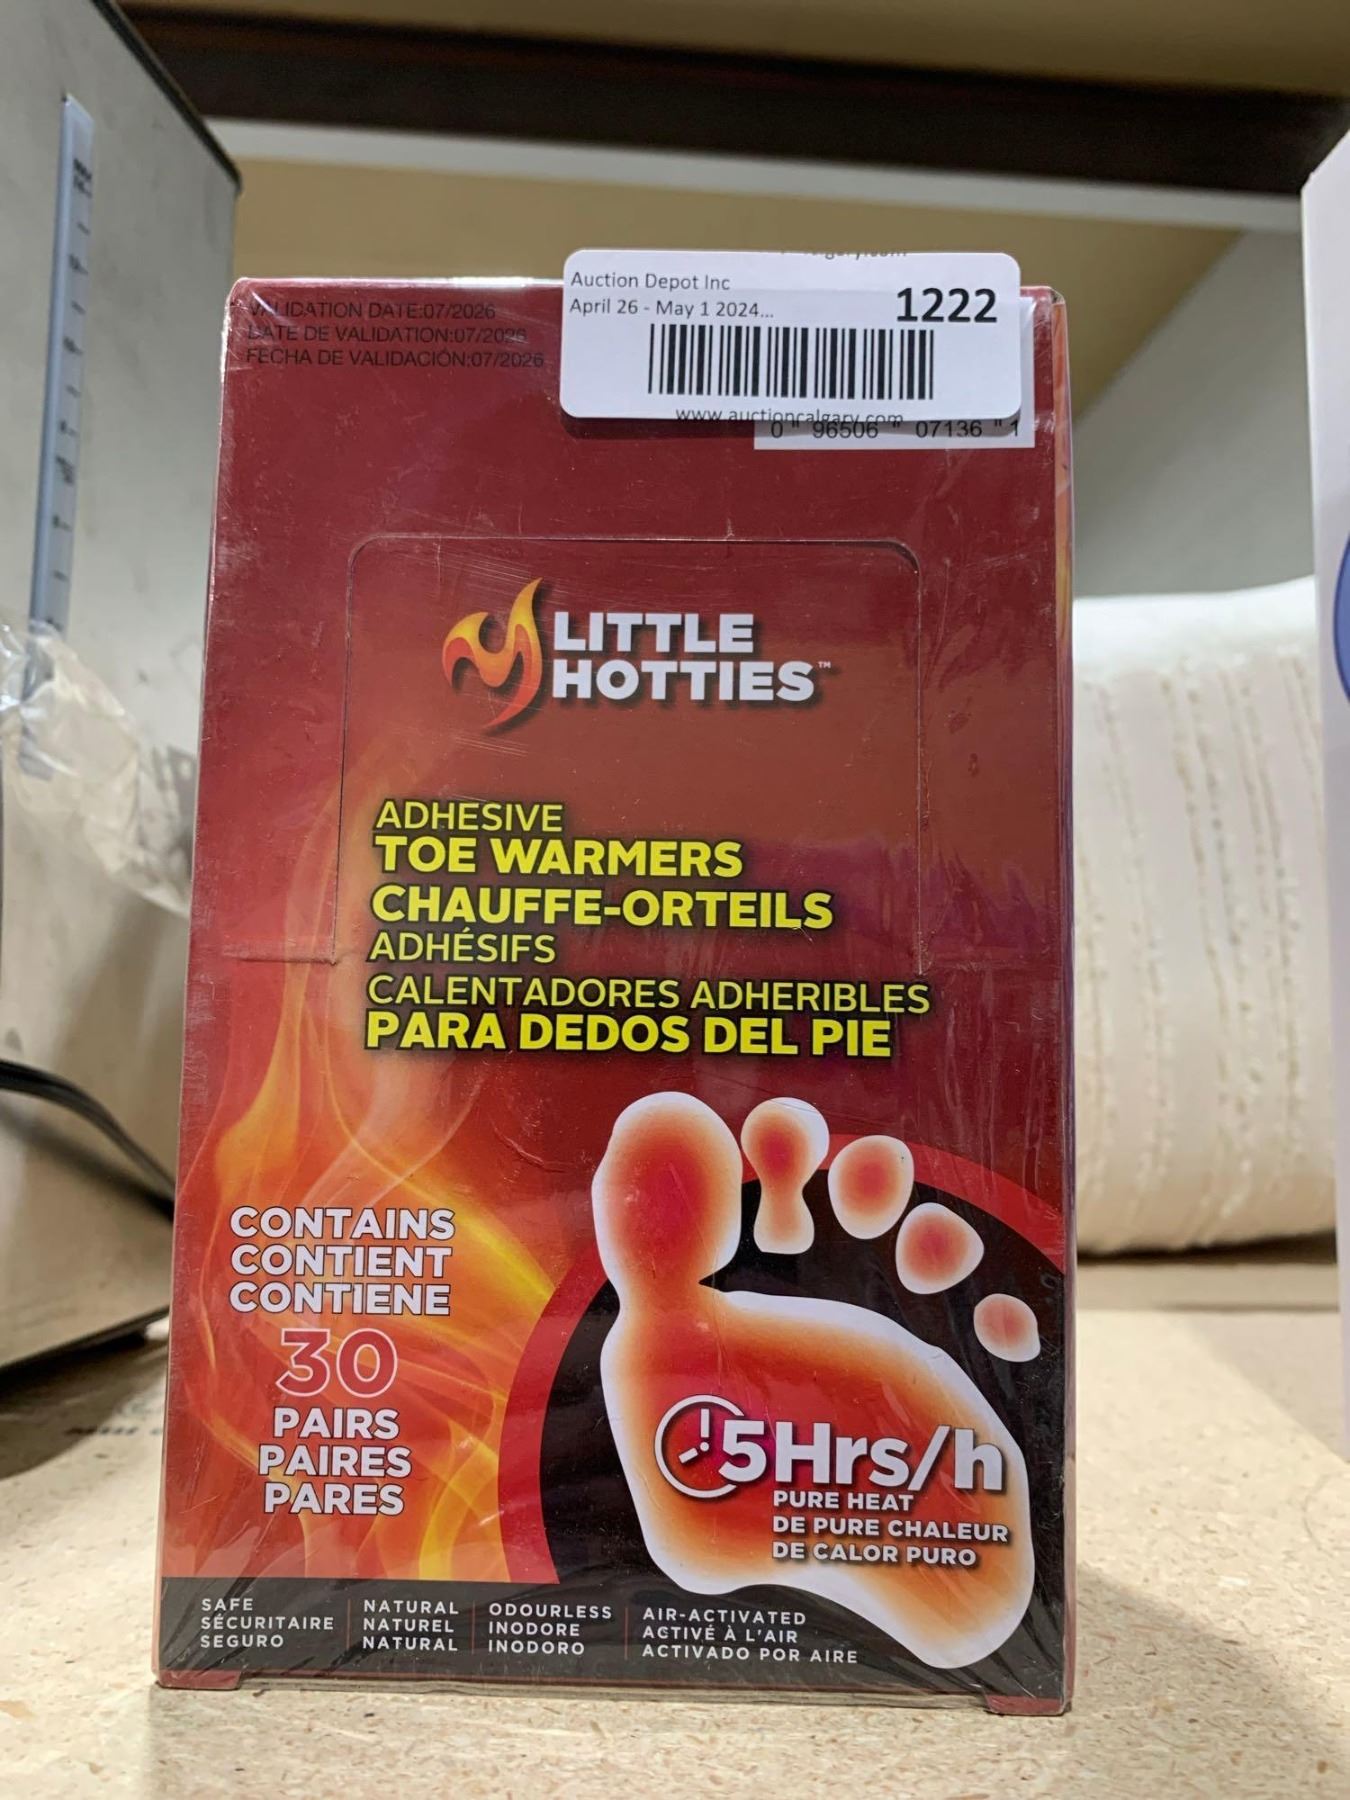 Auction Depot Inc
April 26 - May 1 2024...
1222
www.auctioncalgary.com
0 96506 07136 1
VALIDATION DATE:07/2026
DATE DE VALIDATION:07/2026
FECHA DE VALIDACIÓN:07/2026
LITTLE
HOTTIES™
ADHESIVE
TOE WARMERS
CHAUFFE-ORTEILS
ADHÉSIFS
CALENTADORES ADHERIBLES
PARA DEDOS DEL PIE
CONTAINS
CONTIENT
CONTIENE
30
PAIRS
PAIRES
PARES
5Hrs/h
PURE HEAT
DE PURE CHALEUR
DE CALOR PURO
SAFE
SÉCURITAIRE
SEGURO
NATURAL
NATUREL
NATURAL
ODOURLESS
INODORE
INODORO
AIR-ACTIVATED
ACTIVÉ À L'AIR
ACTIVADO POR AIRE